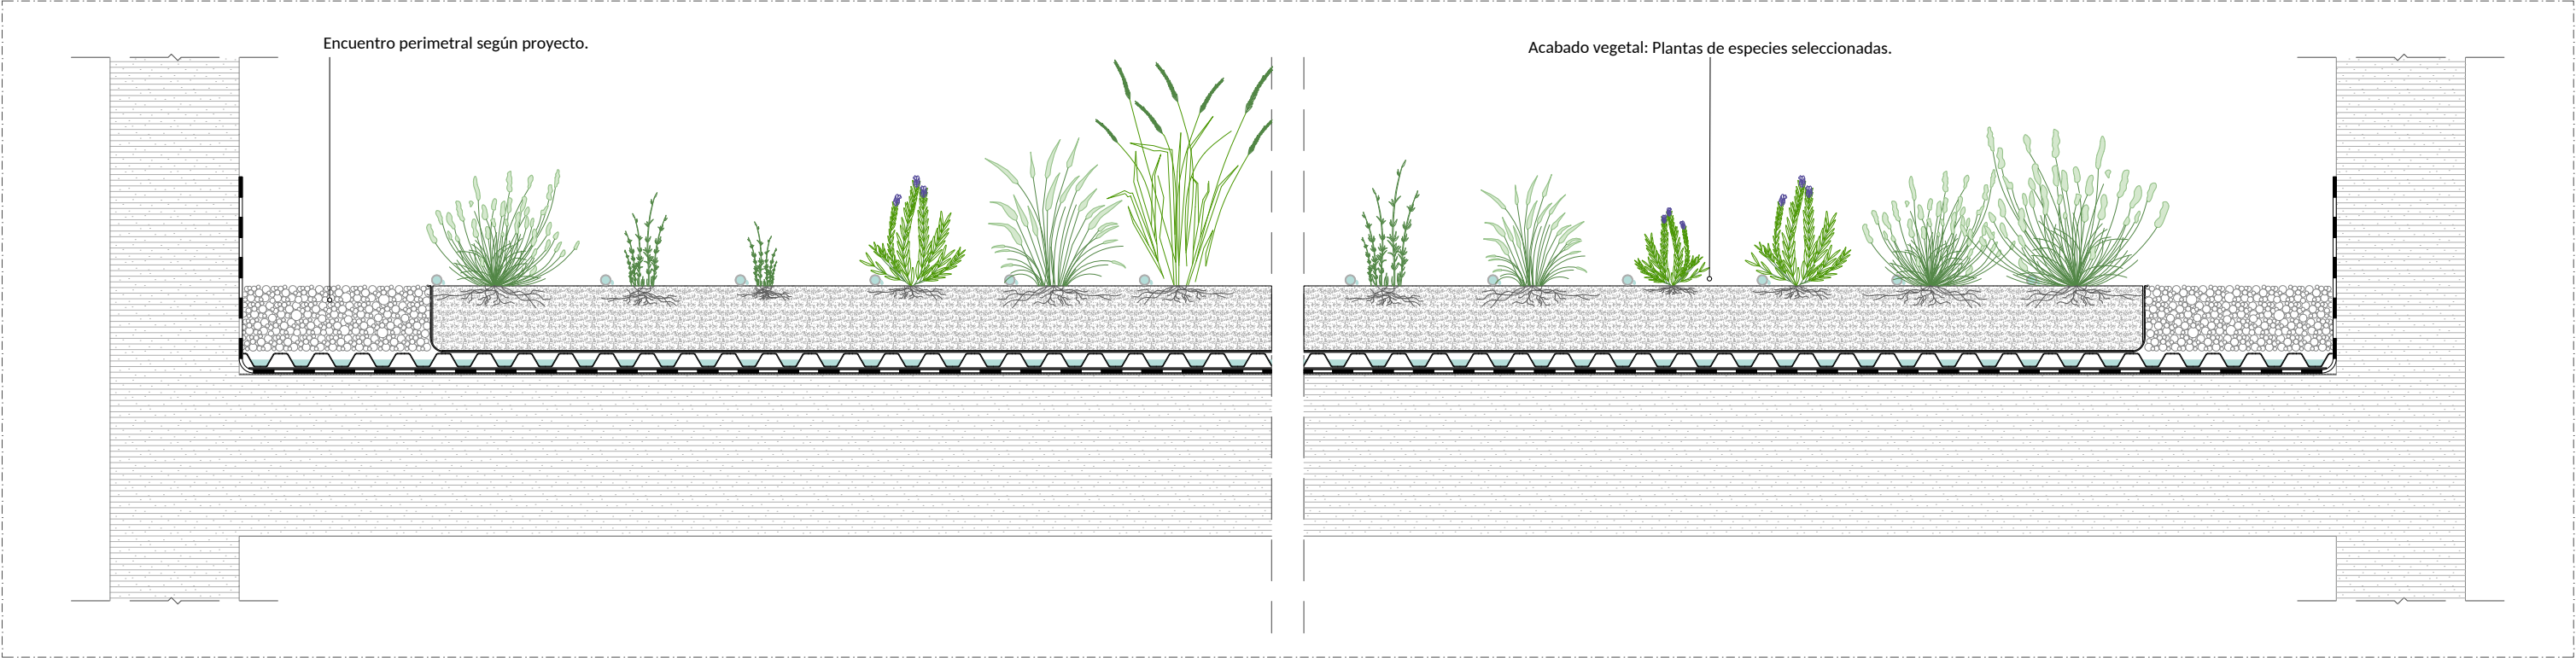 Encuentro perimetral según proyecto.
Acabado vegetal: Plantas de especies seleccionadas.